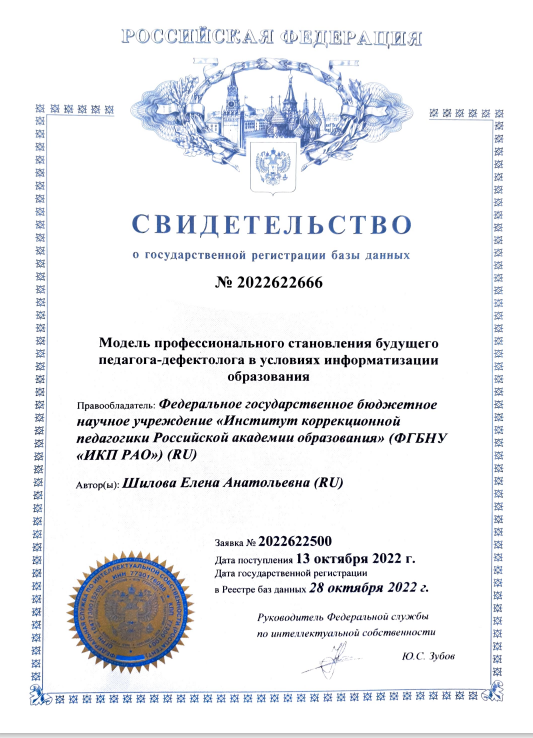 РОССИЙСКАЯ ФЕДЕРАЦИЯ
СВИДЕТЕЛЬСТВО
о государственной регистрации базы данных
№ 2022622666
Модель профессионального становления будущего
педагога-дефектолога в условиях информатизации
образования
Правообладатель: Федеральное государственное бюджетное
научное учреждение «Институт коррекционной
педагогики Российской академии образования» (ФГБНУ
«ИКП РАО») (RU)
Автор(ы): Шилова Елена Анатольевна (RU)
Заявка № 2022622500
Дата поступления 13 октября 2022 г.
Дата государственной регистрации
в Реестре баз данных 28 октября 2022 г.
Руководитель Федеральной службы
по интеллектуальной собственности
Ю.С. Зубов